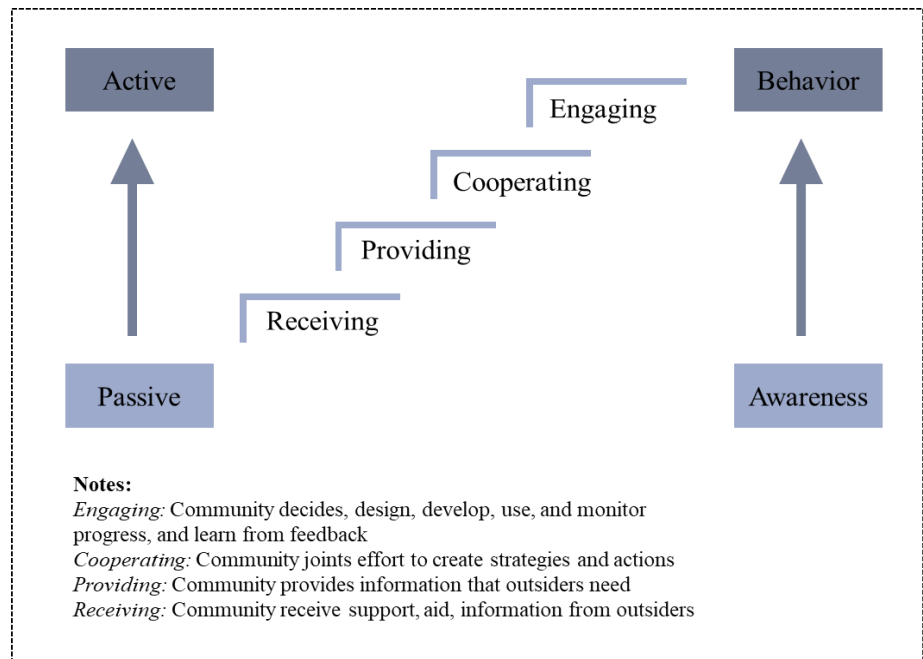 Active
Behavior
Engaging
Cooperating
Providing
Receiving
Passive
Awareness
Notes:
Engaging: Community decides, design, develop, use, and monitor
progress, and learn from feedback
Cooperating: Community joints effort to create strategies and actions
Providing: Community provides information that outsiders need
Receiving: Community receive support, aid, information from outsiders